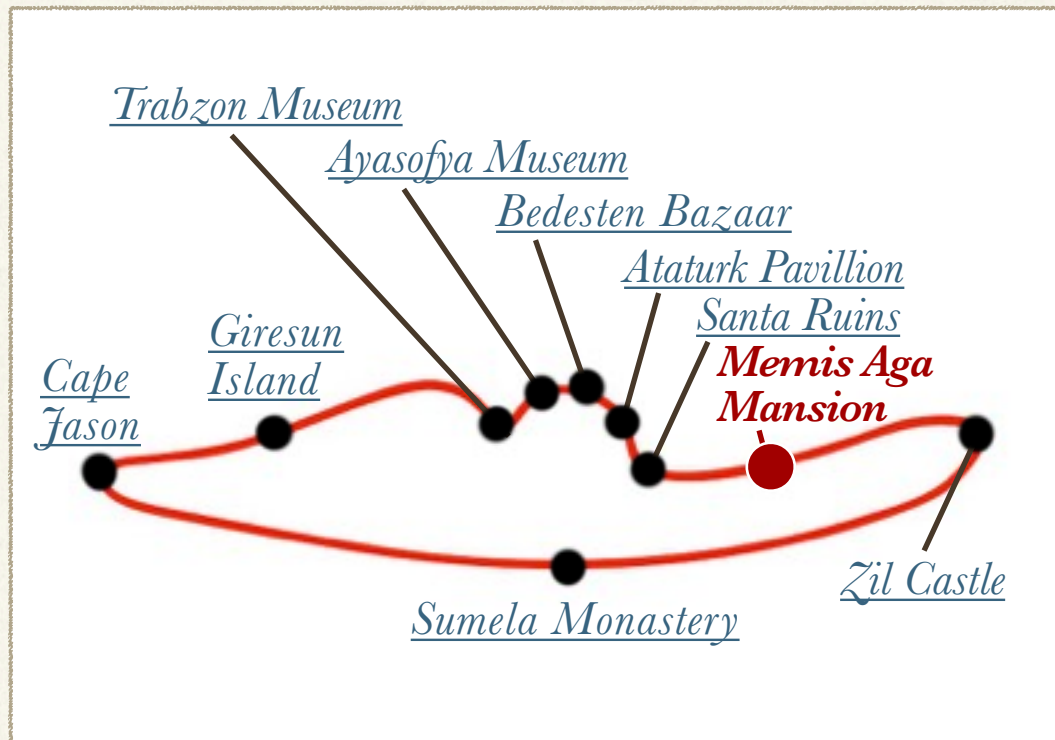 Trabzon Museum
Ayasofya Museum
Bedesten Bazaar
Ataturk Pavillion
Santa Ruins
Giresun
Island
Memis Aga
Mansion
Cape
Jason
Zil Castle
Sumela Monastery